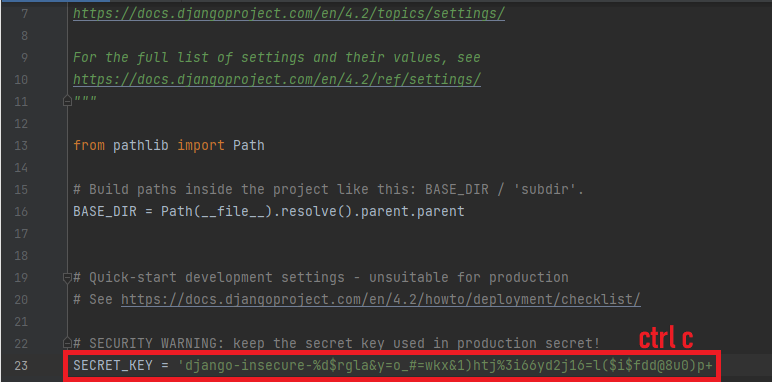 7 https://docs.djangoproject.com/en/4.2/topics/settings/
8
9 For the full list of settings and their values, see
10 https://docs.djangoproject.com/en/4.2/ref/settings/
11 """
12
13 from pathlib import Path
14
15 # Build paths inside the project like this: BASE_DIR / 'subdir'.
16 BASE_DIR = Path(__file__).resolve().parent.parent
17
18
19 # Quick-start development settings - unsuitable for production
20 # See https://docs.djangoproject.com/en/4.2/howto/deployment/checklist/
21
22 # SECURITY WARNING: keep the secret key used in production secret!
ctrl c
23 SECRET_KEY = 'django-insecure-%d$rgla&y=o_#=wkx&1)htj%3i66yd2j16=l($i$fdd@8u0)p+